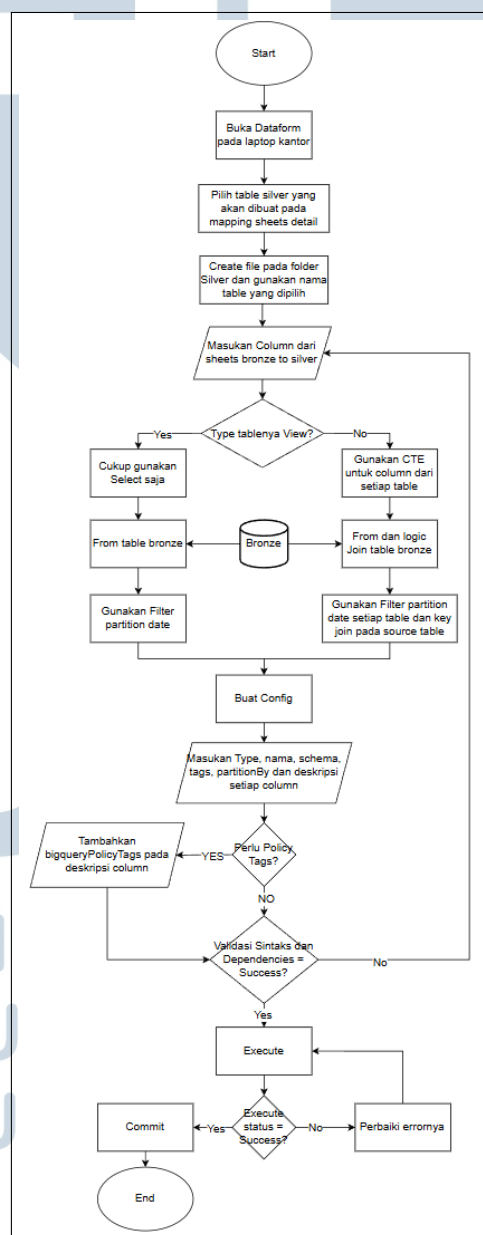 Start
Buka Dataform
pada laptop kantor
Pilih table silver yang
akan dibuat pada
mapping sheets detail
Create file pada folder
Silver dan gunakan nama
table yang dipilih
Masukan Column dari
sheets bronze to silver
Type tablenya View?
Yes
No
Cukup gunakan
Select saja
Gunakan CTE
untuk column dari
setiap table
From table bronze
Bronze
From dan logic
Join table bronze
Gunakan Filter
partition date
Gunakan Filter partition
date setiap table dan key
join pada source table
Buat Config
Masukan Type, nama, schema,
tags, partitionBy dan deskripsi
setiap column
Perlu Policy
Tags?
YES
Tambahkan
bigqueryPolicyTags pada
deskripsi column
NO
Validasi Sintaks dan
Dependencies =
Success?
No
Yes
Execute
Execute
status =
Success?
Yes
No
Commit
Perbaiki errornya
End